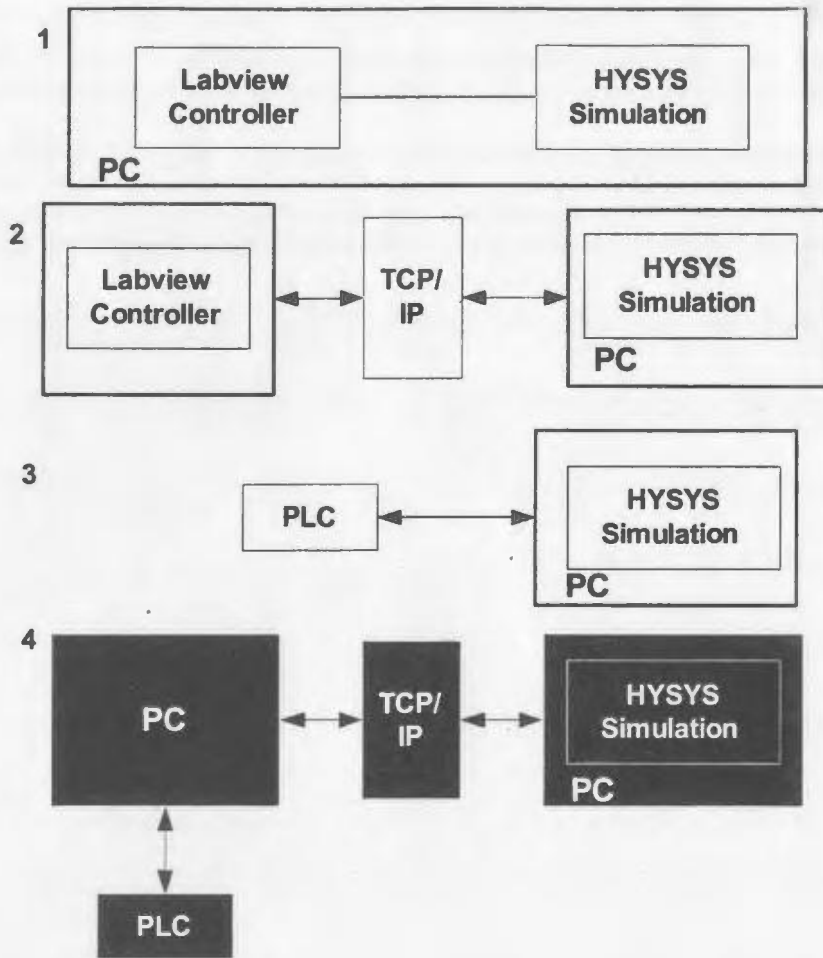 1
Labview
Controller
HYSYS
Simulation
PC
2
Labview
Controller
TCP/
IP
HYSYS
Simulation
PC
3
PLC
HYSYS
Simulation
PC
4
PC
TCP/
IP
HYSYS
Simulation
PC
PLC